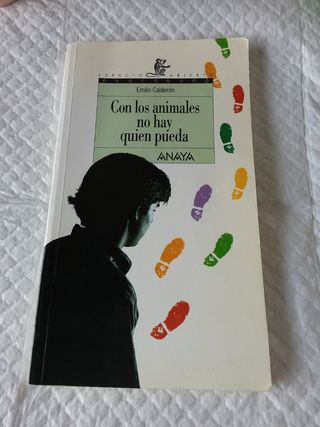 ESPACIO ABIERTO
Emilio Calderón
Con los animales
no hay
quien pueda
ANAYA